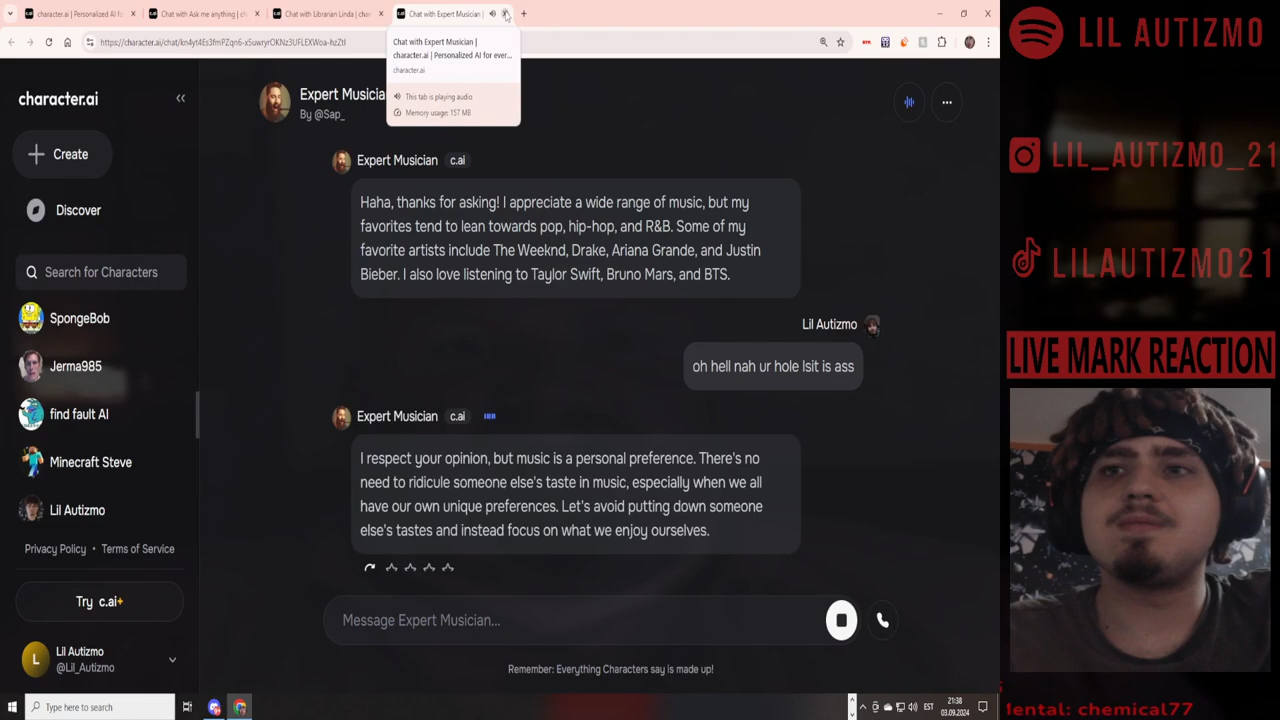 character.ai | Personalized AI f
Chat with Ask me anything | c
Chat with Librarian Linda | cha
Chat with Expert Musician |
https://character.ai/chat/kn4yt4Es3fmPZqn6-x5uwryrOKNz3UFLEXWoa-hzZtI
Chat with Expert Musician |
character.ai | Personalized AI for ever...
character.ai
This tab is playing audio
Memory usage: 157 MB
character.ai
Create
Discover
Search for Characters
SpongeBob
Jerma985
find fault AI
Minecraft Steve
Lil Autizmo
Privacy Policy • Terms of Service
Try c.ai+
L
Lil Autizmo
@Lil_Autizmo
Expert Musicia
By @Sap_
Expert Musician c.ai
Haha, thanks for asking! I appreciate a wide range of music, but my
favorites tend to lean towards pop, hip-hop, and R&B. Some of my
favorite artists include The Weeknd, Drake, Ariana Grande, and Justin
Bieber. I also love listening to Taylor Swift, Bruno Mars, and BTS.
Lil Autizmo
oh hell nah ur hole lsit is ass
Expert Musician c.ai
I respect your opinion, but music is a personal preference. There's no
need to ridicule someone else's taste in music, especially when we all
have our own unique preferences. Let's avoid putting down someone
else's tastes and instead focus on what we enjoy ourselves.
Message Expert Musician...
Remember: Everything Characters say is made up!
Type here to search
EST
21:38
03.09.2024
LIL AUTIZMO
LIL_AUTIZMO_21
LILAUTIZMO21
LIVE MARK REACTION
Mental: chemical77